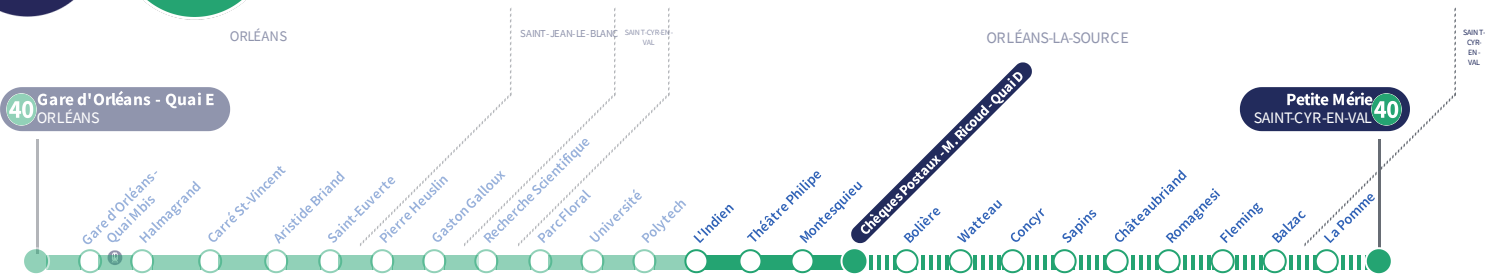 ORLÉANS
SAINT-JEAN-LE-BLANC
SAINT-CYR-EN-
VAL
ORLÉANS-LA-SOURCE
SAINT-
CYR-
EN-
VAL
40
Gare d'Orléans - Quai E
ORLÉANS
Petite Mérie
SAINT-CYR-EN-VAL
40
Gare d'Orléans-
Quai M bis
Halmagrand
Carré St-Vincent
Aristide Briand
Saint-Euverte
Pierre Heuslin
Gaston Galloux
Recherche Scientifique
Parc Floral
Université
Polytech
L'Indien
Théâtre Philipe
Montesquieu
Chèques Postaux - M. Ricoud - Quai D
Bolière
Watteau
Concyr
Sapins
Châteaubriand
Romagnesi
Fleming
Balzac
La Pomme